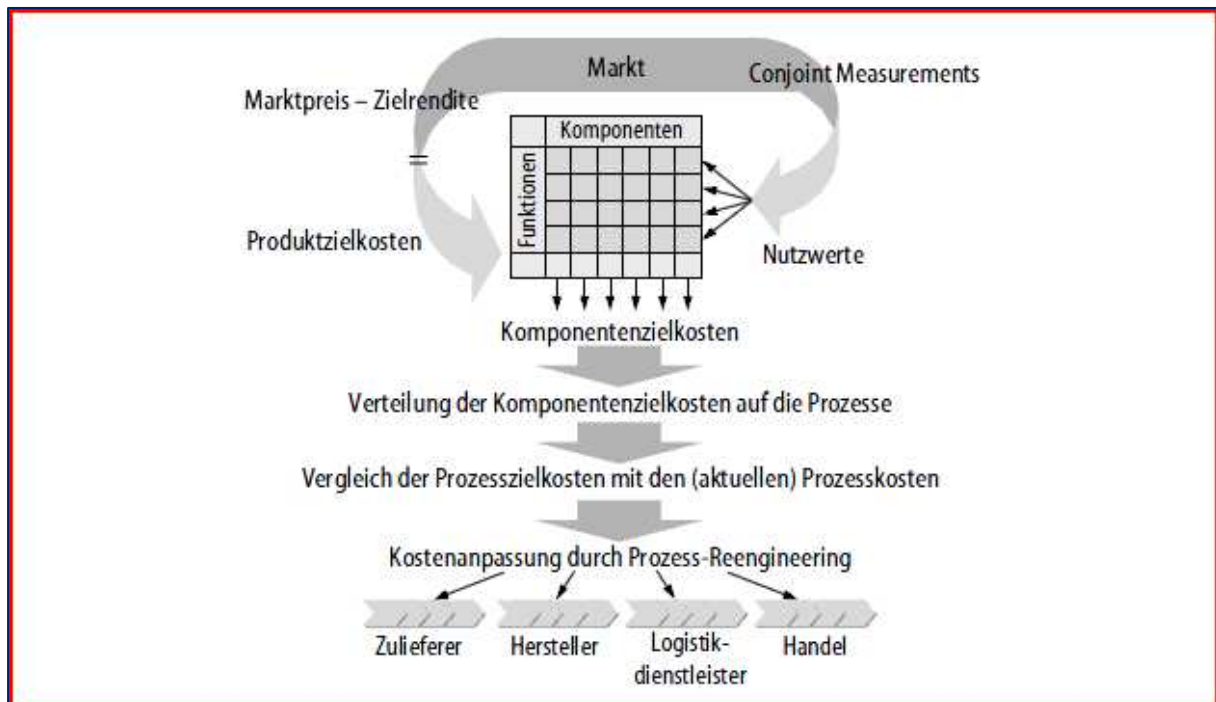 Markt
Conjoint Measurements
Marktpreis – Zielrendite
Komponenten
=
Funktionen
Produktzielkosten
Nutzwerte
Komponentenzielkosten
Verteilung der Komponentenzielkosten auf die Prozesse
Vergleich der Prozesszielkosten mit den (aktuellen) Prozesskosten
Kostenanpassung durch Prozess-Reengineering
Zulieferer
Hersteller
Logistik-
dienstleister
Handel